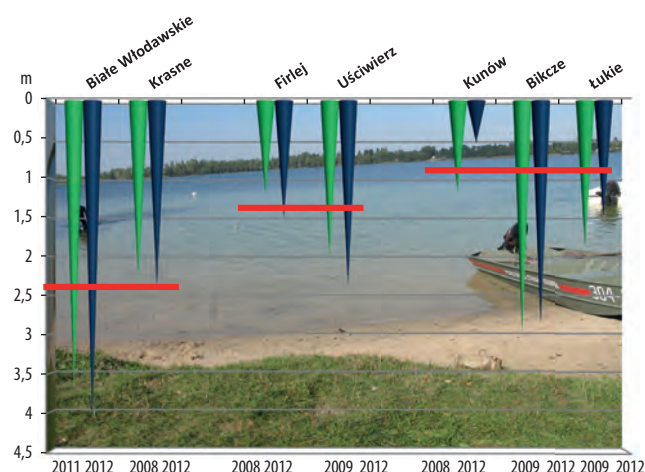 Białe Włodawskie
Krasne
Firlej
Uściwierz
Kunów
Bikcze
Łukie
m
0
0,5
1
1,5
2
2,5
3
3,5
4
4,5
304-
2011 2012 2008 2012 2008 2012 2009 2012 2008 2012 2009 2012 2009 2012